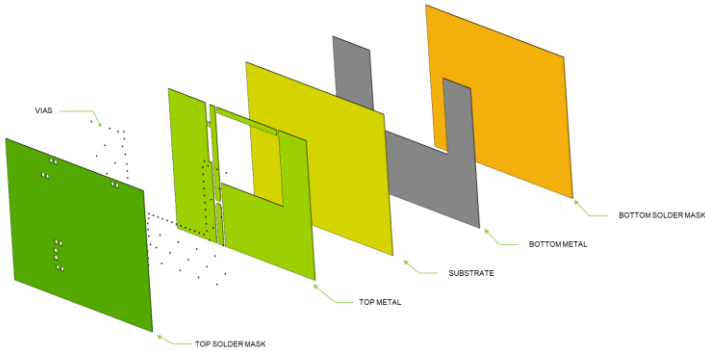 VIAS
BOTTOM SOLDER MASK
BOTTOM METAL
SUBSTRATE
TOP METAL
TOP SOLDER MASK